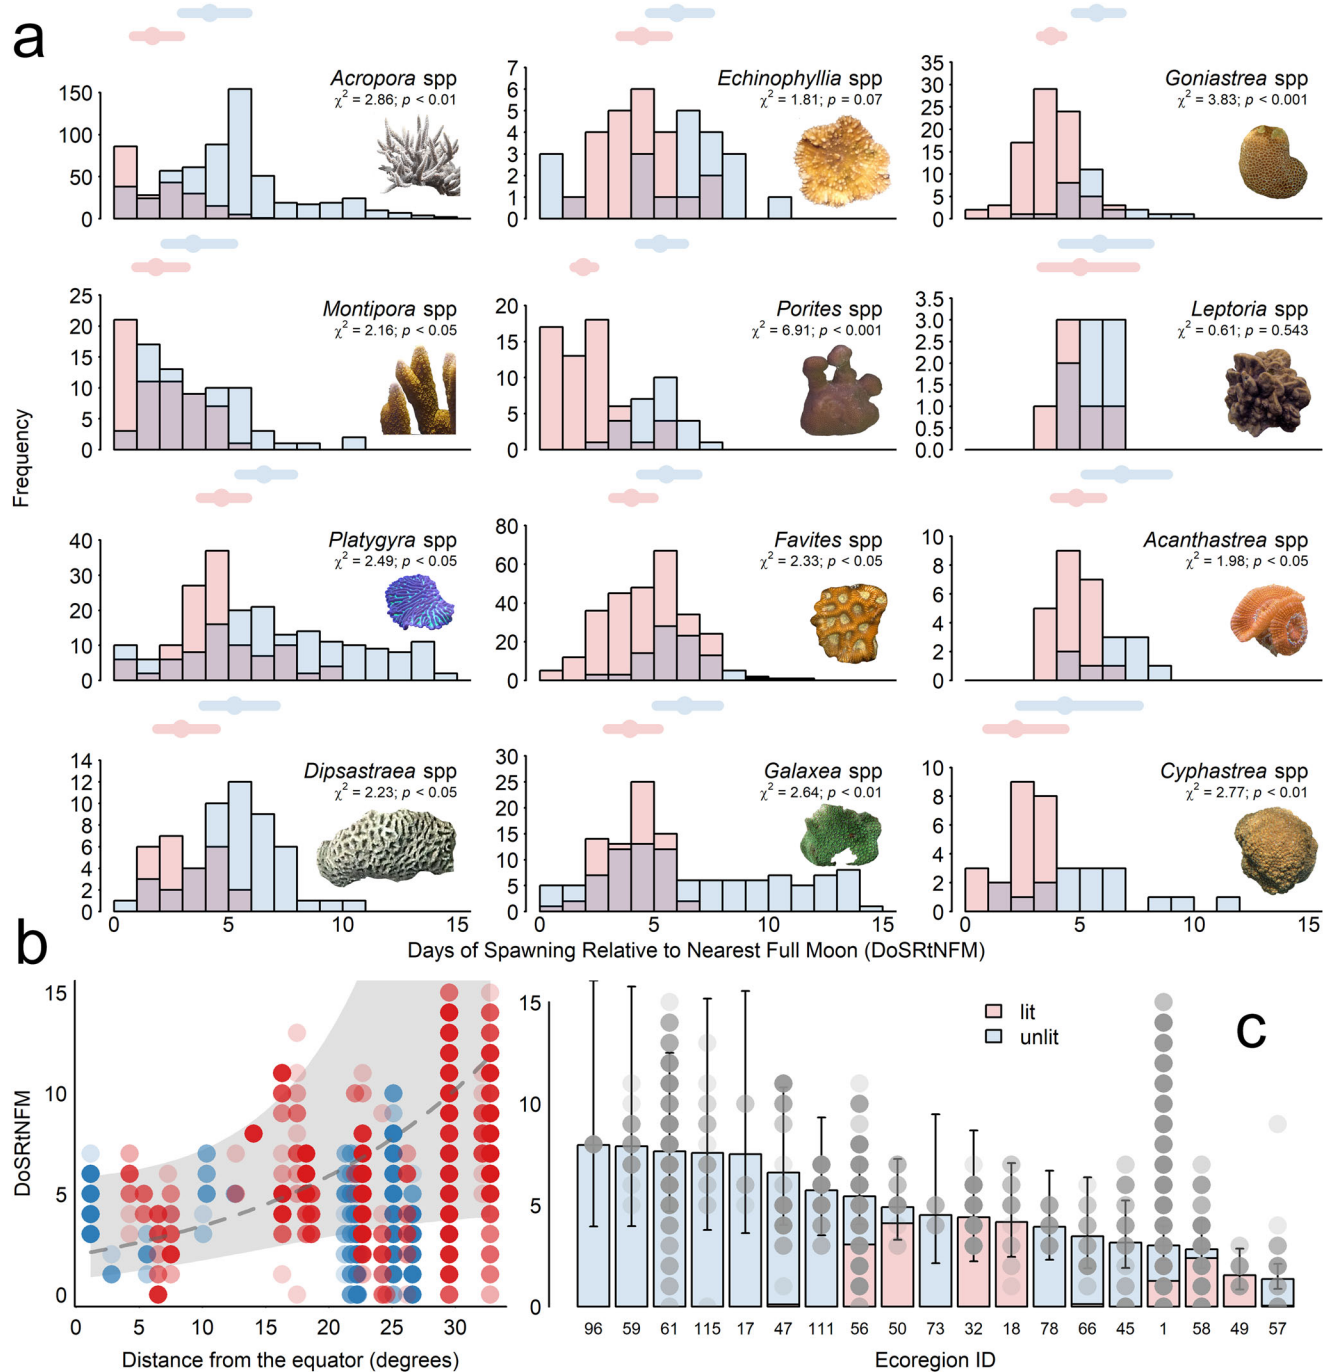 a
Acropora spp
χ² = 2.86; p < 0.01
150
100
50
0
Echinophyllia spp
χ² = 1.81; p = 0.07
7
6
5
4
3
2
1
0
Goniastrea spp
χ² = 3.83; p < 0.001
35
30
25
20
15
10
5
0
Frequency
Montipora spp
χ² = 2.16; p < 0.05
25
20
15
10
5
0
Porites spp
χ² = 6.91; p < 0.001
20
15
10
5
0
Leptoria spp
χ² = 0.61; p = 0.543
3.5
3.0
2.5
2.0
1.5
1.0
0.5
0.0
Platygyra spp
χ² = 2.49; p < 0.05
40
30
20
10
0
Favites spp
χ² = 2.33; p < 0.05
80
60
40
20
0
Acanthastrea spp
χ² = 1.98; p < 0.05
10
8
6
4
2
0
Dipsastraea spp
χ² = 2.23; p < 0.05
14
12
10
8
6
4
2
0
0 5 10 15
Galaxea spp
χ² = 2.64; p < 0.01
30
25
20
15
10
5
0
0 5 10 15
Cyphastrea spp
χ² = 2.77; p < 0.01
10
8
6
4
2
0
0 5 10 15
Days of Spawning Relative to Nearest Full Moon (DoSRtNFM)
b
DoSRtNFM
15
10
5
0
0 5 10 15 20 25 30
Distance from the equator (degrees)
c
lit
unlit
15
10
5
0
96 59 61 115 17 47 111 56 50 73 32 18 78 66 45 1 58 49 57
Ecoregion ID